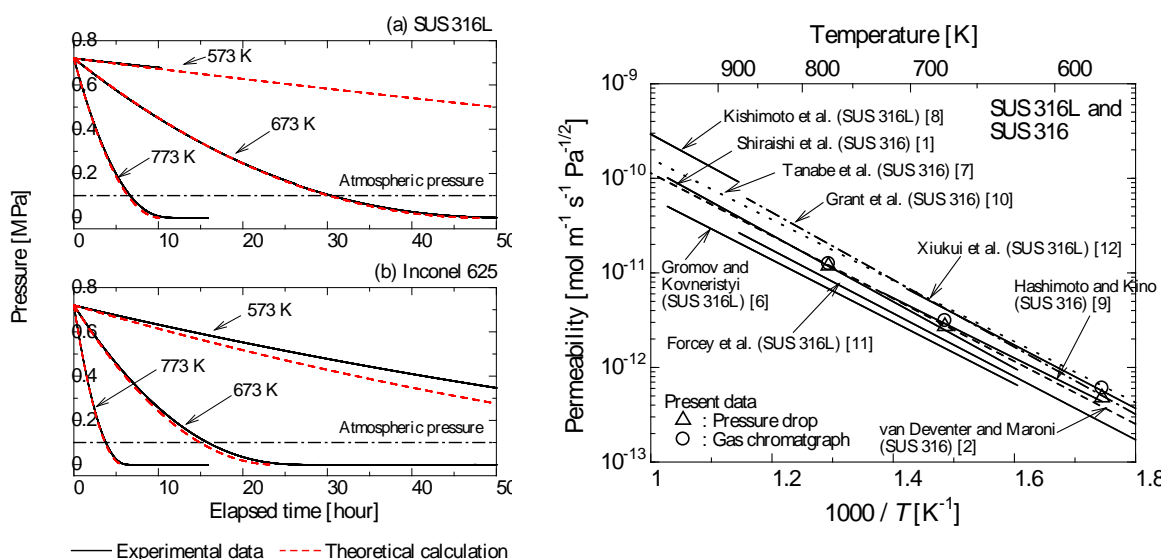 (a) SUS 316L
0.8
0.6
0.4
0.2
0
573 K
673 K
773 K
Atmospheric pressure
0 10 20 30 40 50
Pressure [MPa]
(b) Inconel 625
0.8
0.6
0.4
0.2
0
573 K
773 K
673 K
Atmospheric pressure
0 10 20 30 40 50
Elapsed time [hour]
Experimental data
Theoretical calculation
Temperature [K]
900 800 700 600
10-9
10-10
10-11
10-12
10-13
Permeability [mol m-1 s-1 Pa-1/2]
SUS 316L and
SUS 316
Kishimoto et al. (SUS 316L) [8]
Shiraishi et al. (SUS 316) [1]
Tanabe et al. (SUS 316) [7]
Grant et al. (SUS 316) [10]
Xiukui et al. (SUS 316L) [12]
Gromov and
Kovneristyi
(SUS 316L) [6]
Hashimoto and Kino
(SUS 316) [9]
Forcey et al. (SUS 316L) [11]
Present data
: Pressure drop
: Gas chromatgraph
van Deventer and Maroni
(SUS 316) [2]
1 1.2 1.4 1.6 1.8
1000 / T [K-1]